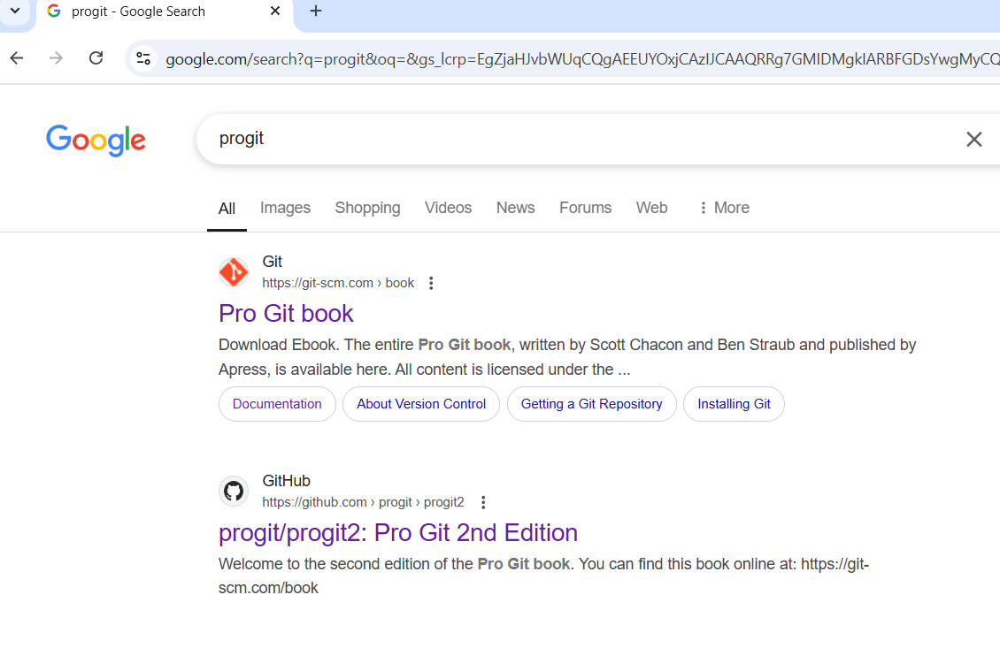 progit - Google Search
google.com/search?q=progit&oq=&gs_lcrp=EgZjaHJvbWUqCQgAEEUYOxjCAzIJCAAQRRg7GMIDMgkIARBFGDsYwgMyCQ
Google
progit
All Images Shopping Videos News Forums Web More
Git
https://git-scm.com › book
Pro Git book
Download Ebook. The entire Pro Git book, written by Scott Chacon and Ben Straub and published by
Apress, is available here. All content is licensed under the ...
Documentation About Version Control Getting a Git Repository Installing Git
GitHub
https://github.com › progit › progit2
progit/progit2: Pro Git 2nd Edition
Welcome to the second edition of the Pro Git book. You can find this book online at: https://git-
scm.com/book